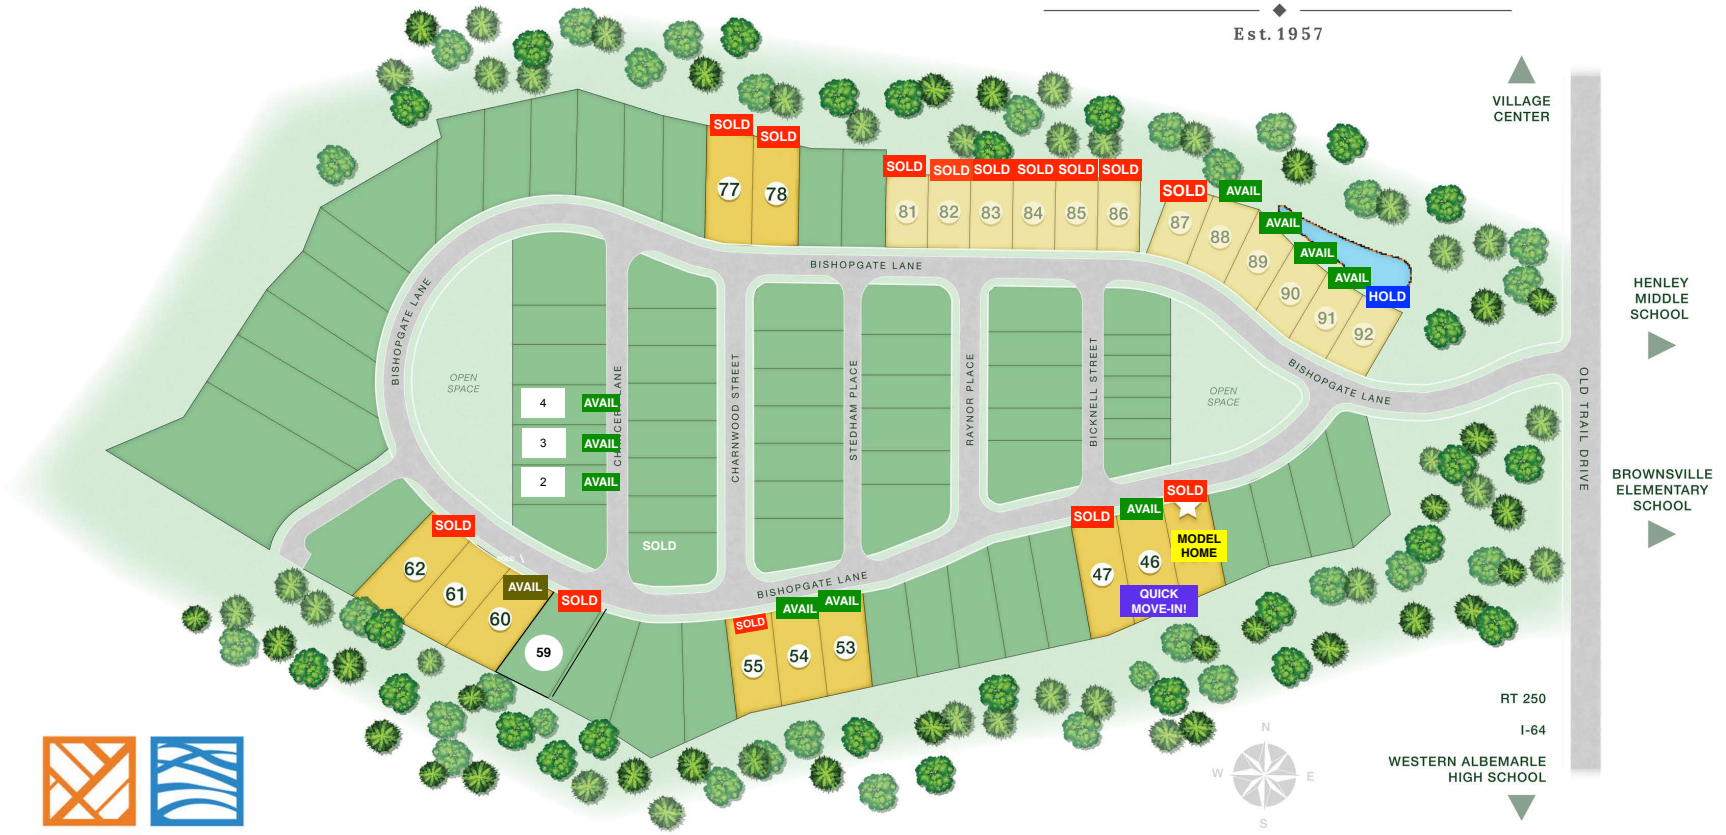 Est. 1957
VILLAGE
CENTER
SOLD
SOLD
77
78
SOLD
SOLD
SOLD
SOLD
SOLD
SOLD
81
82
83
84
85
86
SOLD
AVAIL
AVAIL
AVAIL
AVAIL
HOLD
87
88
89
90
91
92
BISHOPGATE LANE
BISHOPGATE LANE
BISHOPGATE LANE
HENLEY
MIDDLE
SCHOOL
OPEN
SPACE
OPEN
SPACE
4
AVAIL
3
AVAIL
2
AVAIL
CHARNWOOD STREET
STEDHAM PLACE
RAYNOR PLACE
BICKNELL STREET
OLD TRAIL DRIVE
BROWNSVILLE
ELEMENTARY
SCHOOL
SOLD
SOLD
AVAIL
SOLD
47
46
MODEL
HOME
QUICK
MOVE-IN!
SOLD
62
61
60
AVAIL
SOLD
59
BISHOPGATE LANE
SOLD
AVAIL
AVAIL
55
54
53
RT 250
I-64
WESTERN ALBEMARLE
HIGH SCHOOL
N
W
E
S